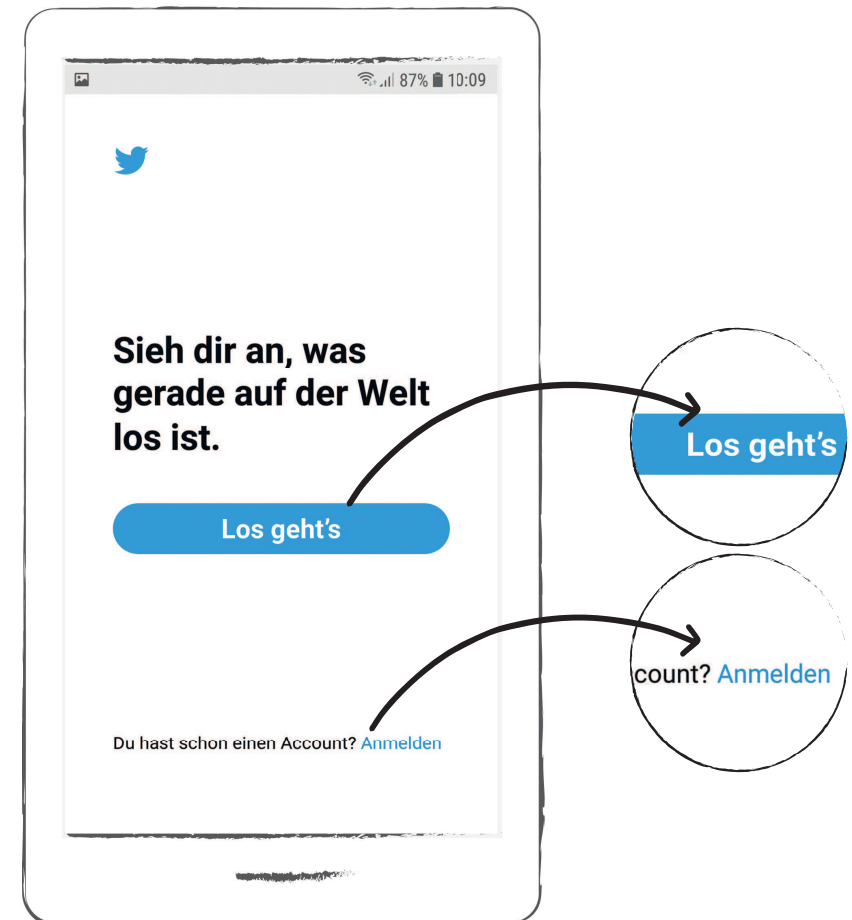 87% 10:09
Sieh dir an, was
gerade auf der Welt
los ist.
Los geht’s
Los geht’s
count? Anmelden
Du hast schon einen Account? Anmelden